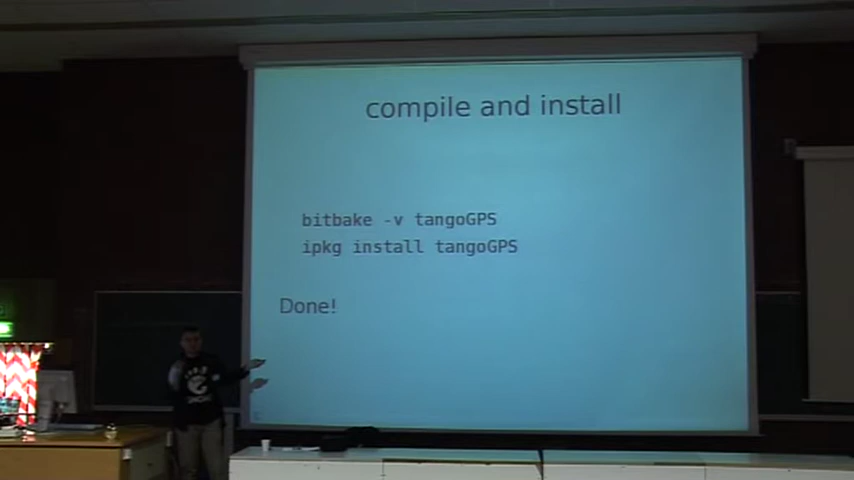 compile and install
bitbake -v tangoGPS
ipkg install tangoGPS
Done!